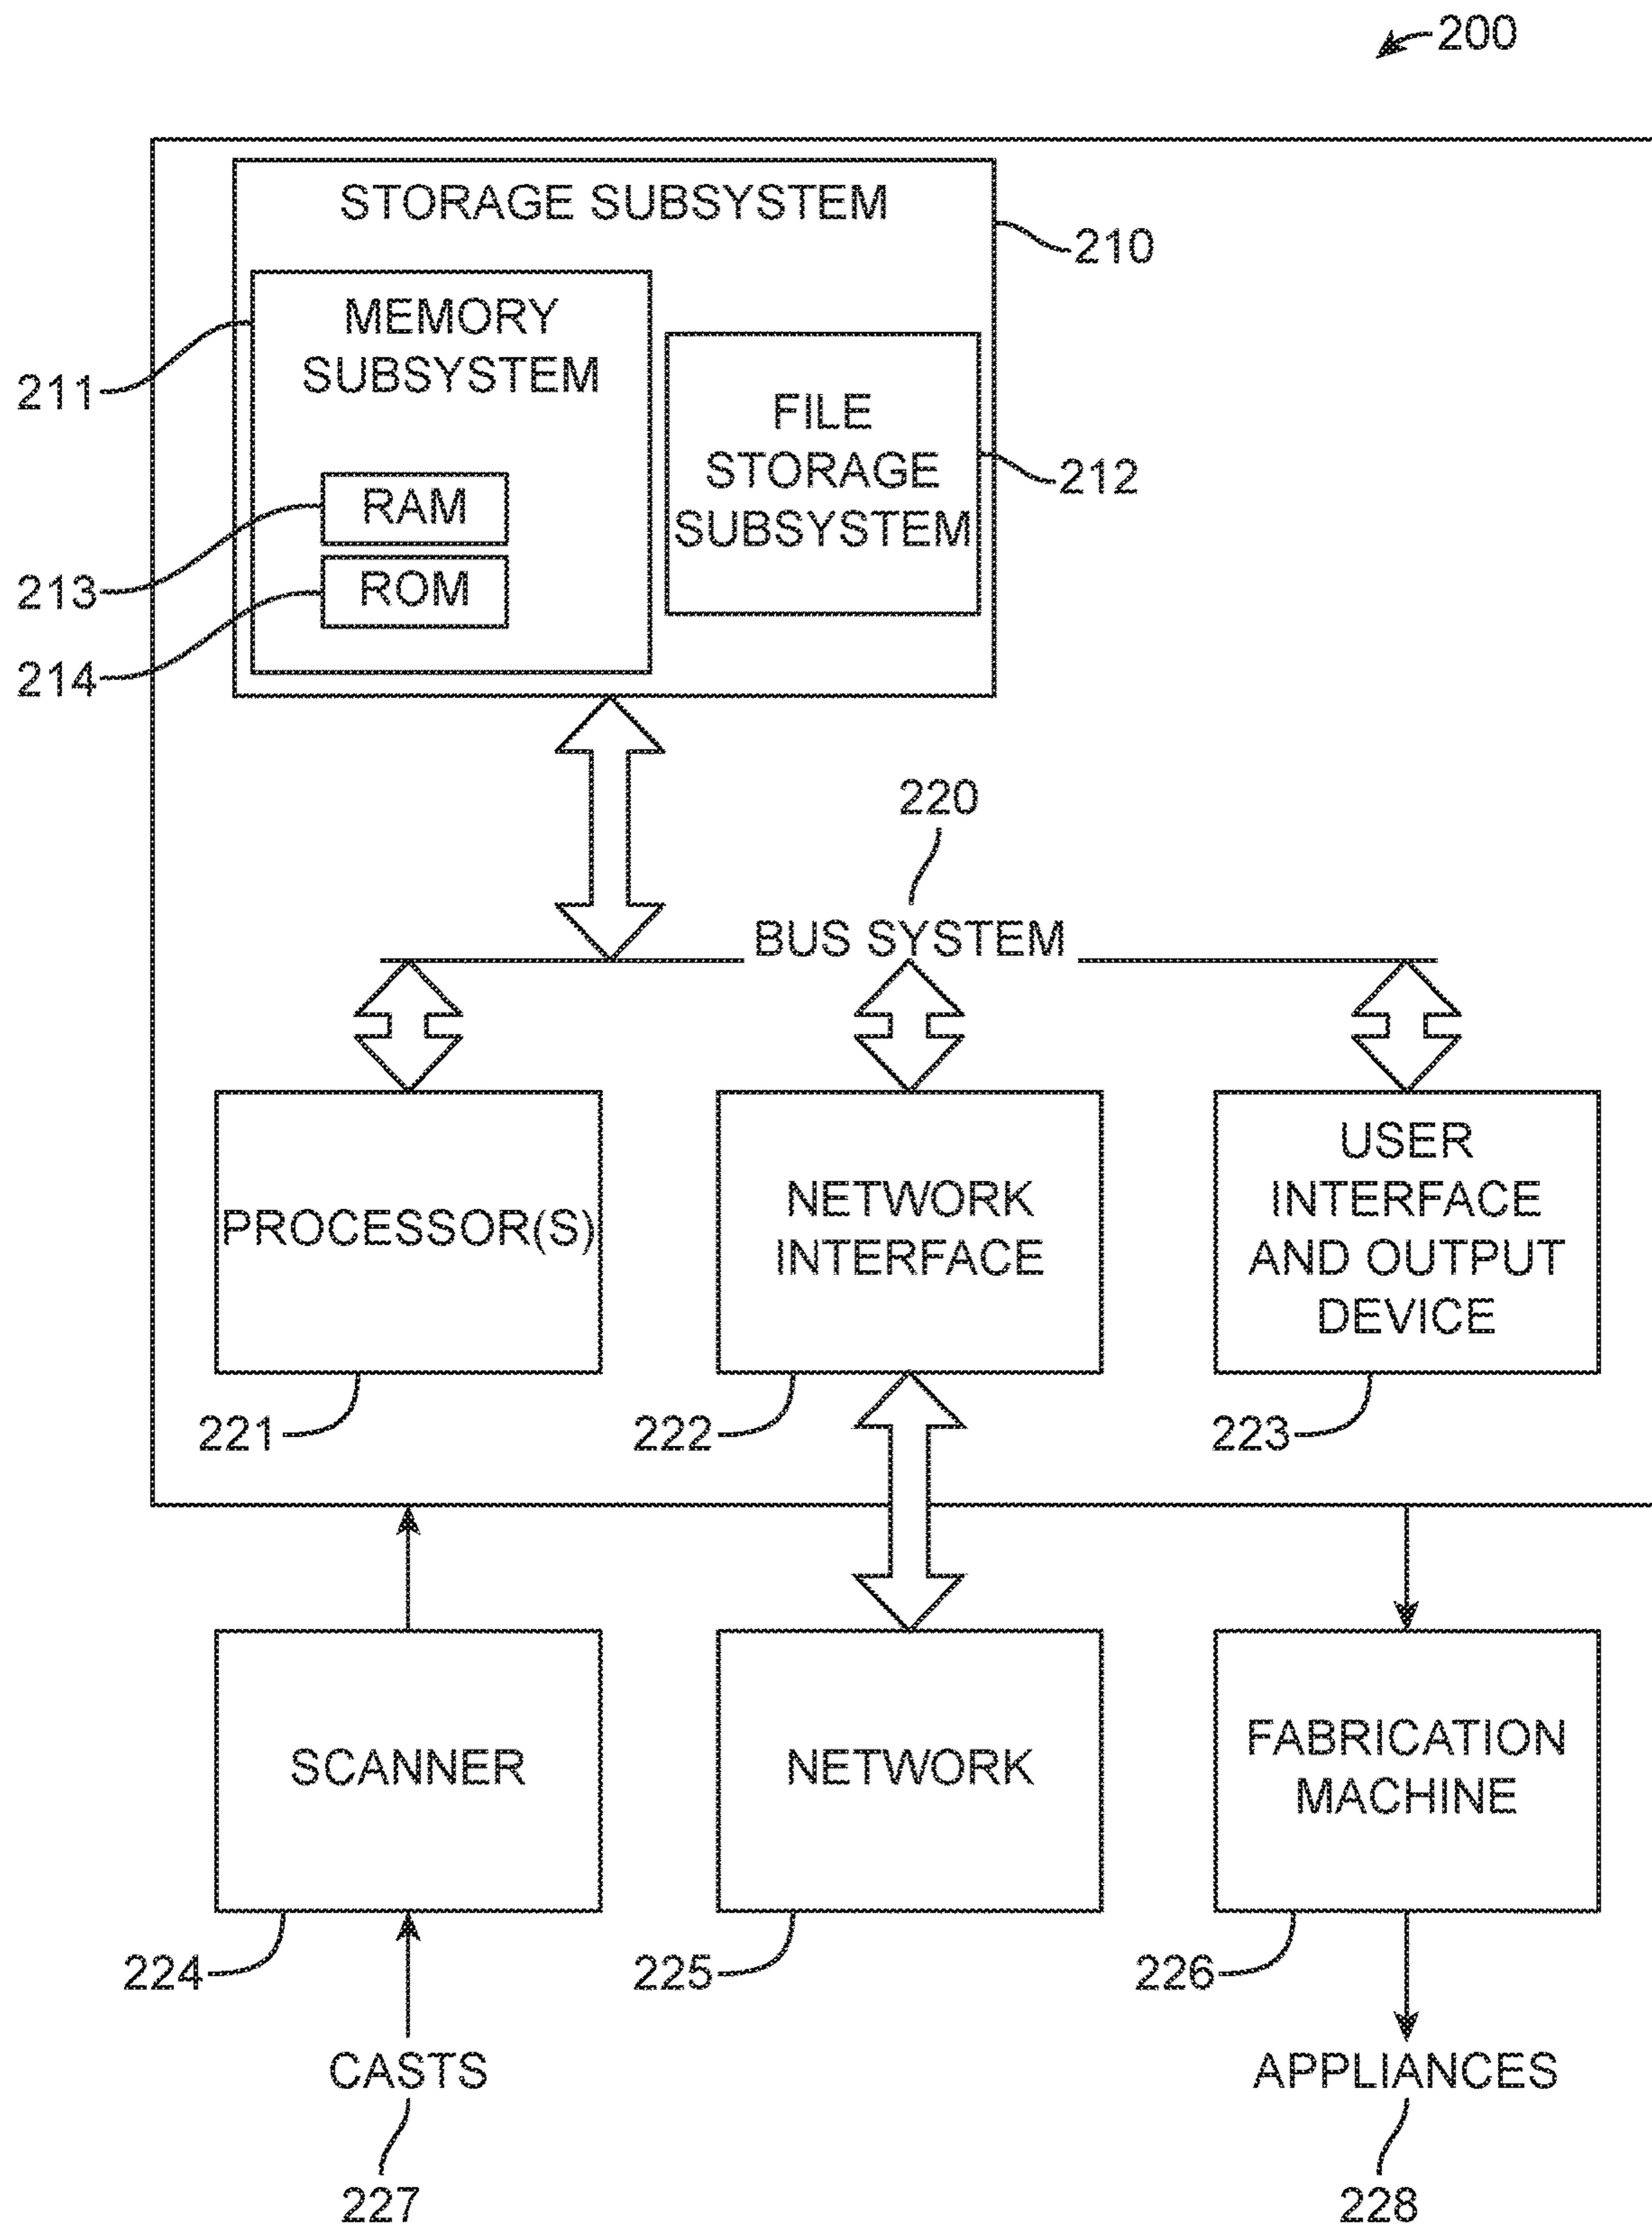 200
STORAGE SUBSYSTEM
210
MEMORY
SUBSYSTEM
211
FILE
STORAGE
SUBSYSTEM
212
RAM
213
ROM
214
220
BUS SYSTEM
PROCESSOR(S)
NETWORK
INTERFACE
USER
INTERFACE
AND OUTPUT
DEVICE
221
222
223
SCANNER
NETWORK
FABRICATION
MACHINE
224
225
226
CASTS
APPLIANCES
227
228